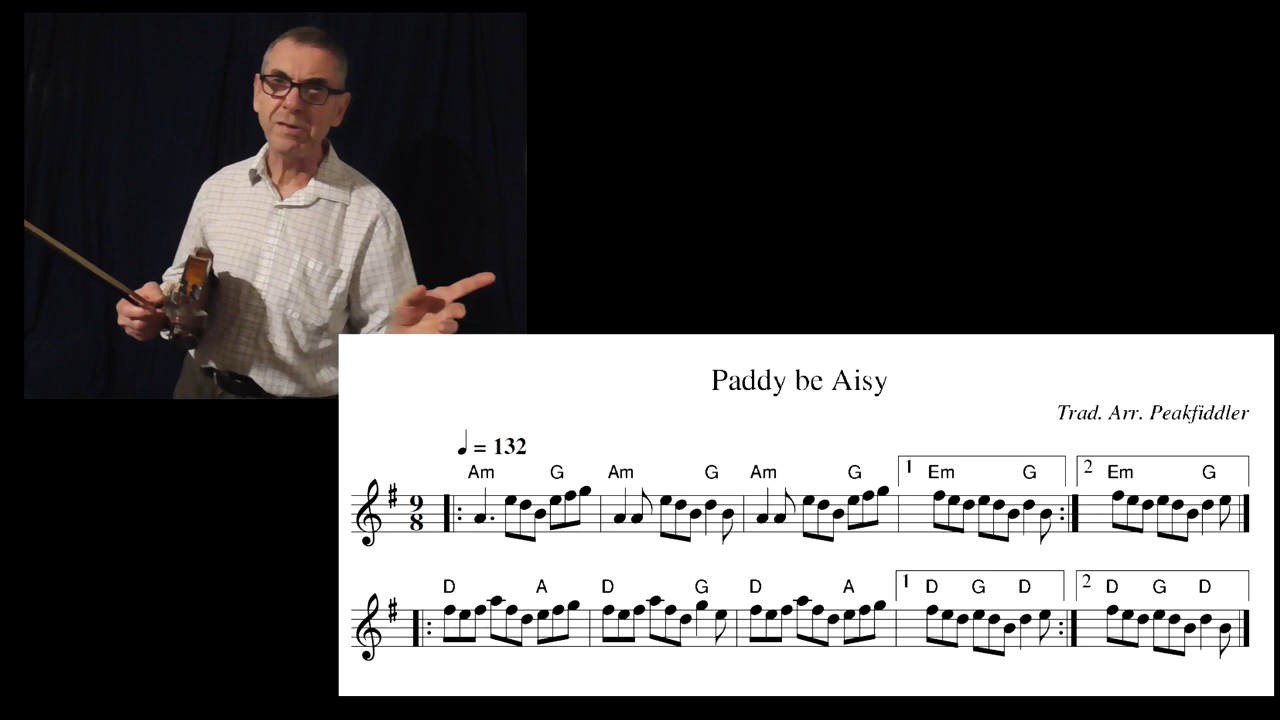 Paddy be Aisy
Trad. Arr. Peakfiddler
= 132
Am G Am G Am G 1 Em G 2 Em G
9
8
D A D G D A 1 D G D 2 D G D